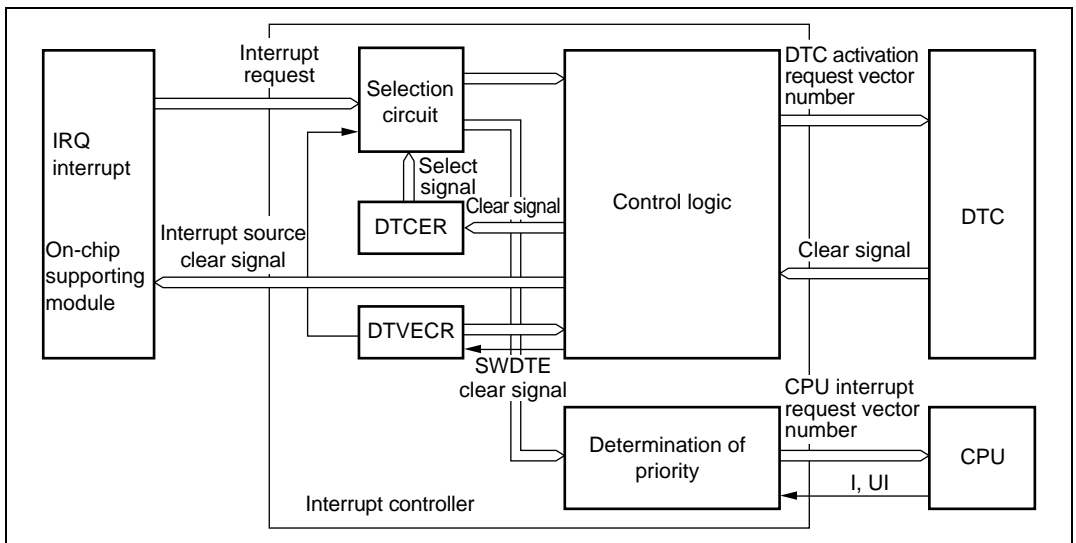 Interrupt
request
IRQ
interrupt
On-chip
supporting
module
Selection
circuit
Select
signal
DTCER
Clear signal
Interrupt source
clear signal
DTVECR
SWDTE
clear signal
Control logic
DTC activation
request vector
number
DTC
Clear signal
Determination of
priority
CPU interrupt
request vector
number
CPU
I, UI
Interrupt controller